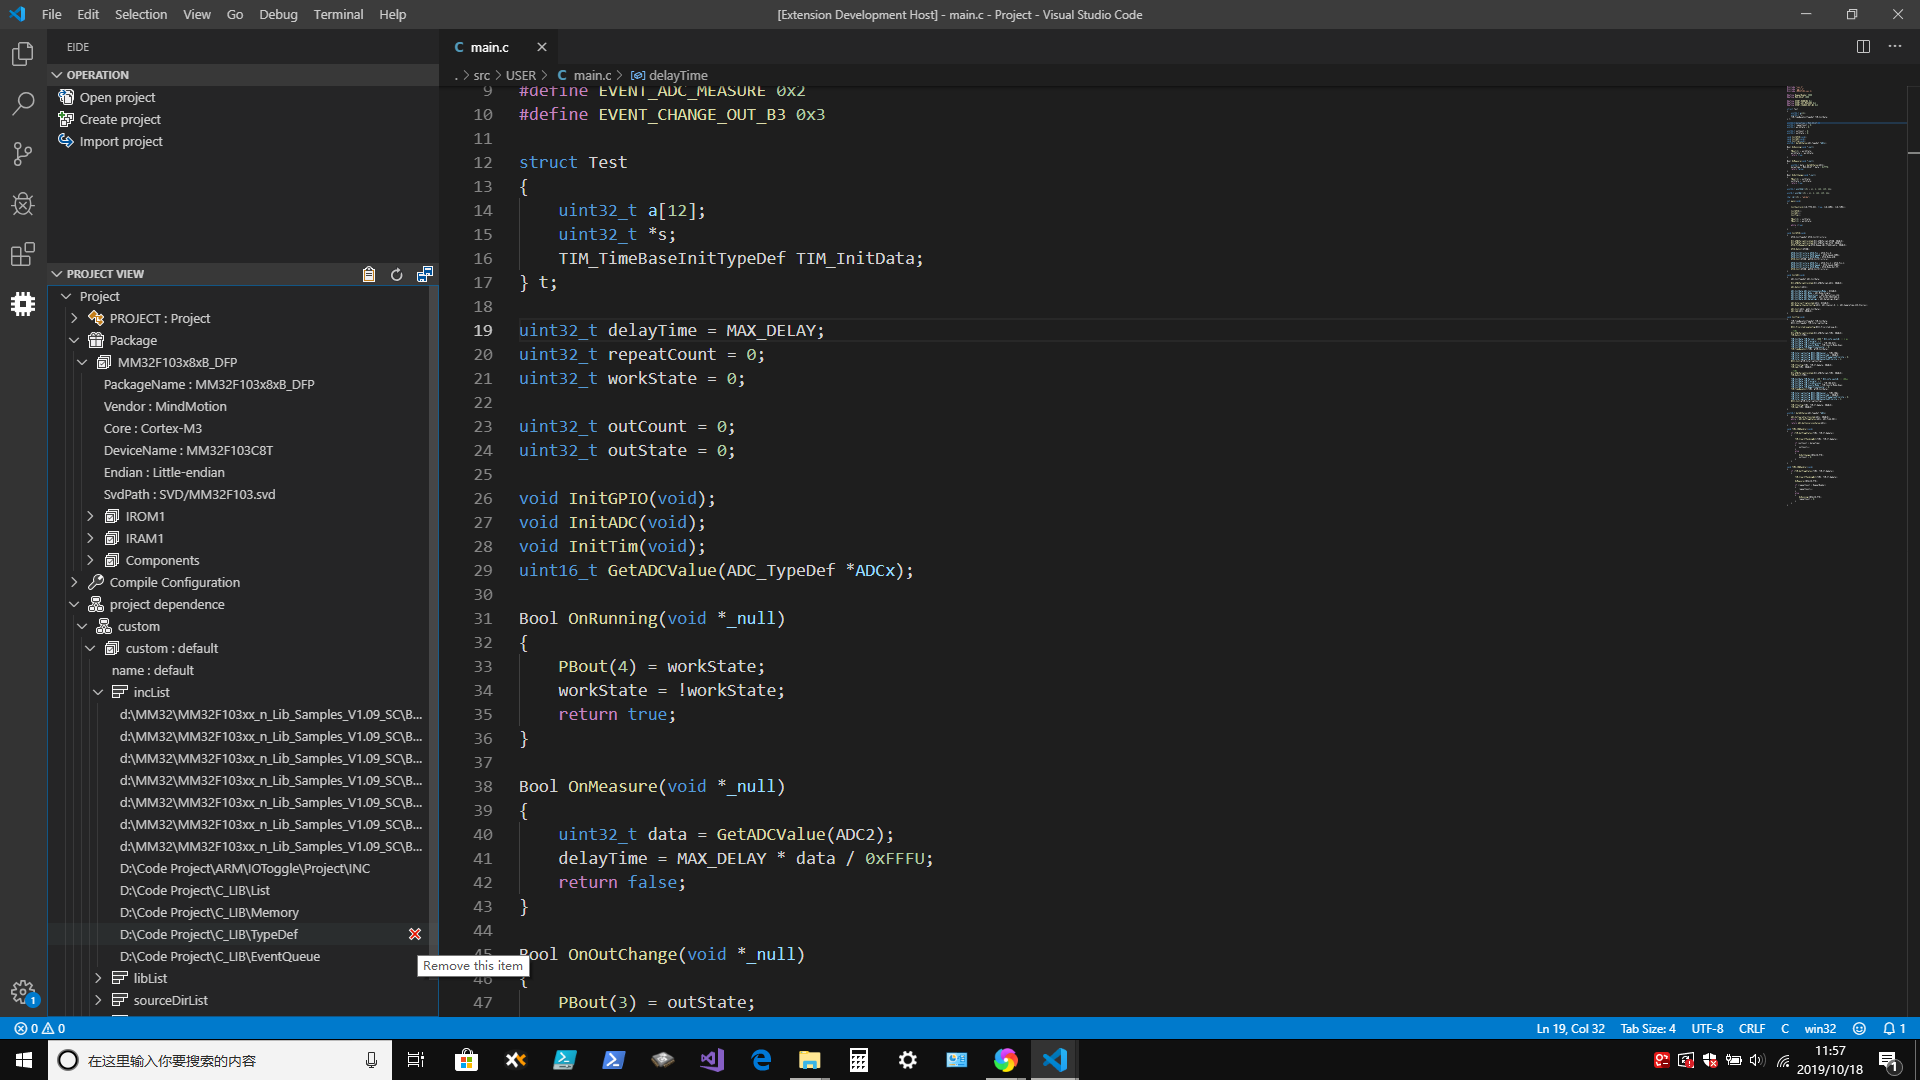 File Edit Selection View Go Debug Terminal Help
[Extension Development Host] - main.c - Project - Visual Studio Code
EIDE
OPERATION
Open project
Create project
Import project
PROJECT VIEW
Project
PROJECT : Project
Package
MM32F103x8xB_DFP
PackageName : MM32F103x8xB_DFP
Vendor : MindMotion
Core : Cortex-M3
DeviceName : MM32F103C8T
Endian : Little-endian
SvdPath : SVD/MM32F103.svd
IROM1
IRAM1
Components
Compile Configuration
project dependence
custom
custom : default
name : default
incList
d:\MM32\MM32F103xx_n_Lib_Samples_V1.09_SC\B...
d:\MM32\MM32F103xx_n_Lib_Samples_V1.09_SC\B...
d:\MM32\MM32F103xx_n_Lib_Samples_V1.09_SC\B...
d:\MM32\MM32F103xx_n_Lib_Samples_V1.09_SC\B...
d:\MM32\MM32F103xx_n_Lib_Samples_V1.09_SC\B...
d:\MM32\MM32F103xx_n_Lib_Samples_V1.09_SC\B...
d:\MM32\MM32F103xx_n_Lib_Samples_V1.09_SC\B...
D:\Code Project\ARM\IOToggle\Project\INC
D:\Code Project\C_LIB\List
D:\Code Project\C_LIB\Memory
D:\Code Project\C_LIB\TypeDef
D:\Code Project\C_LIB\EventQueue
Remove this item
libList
sourceDirList
C main.c
. > src > USER > C main.c > delayTime
9 #define EVENT_ADC_MEASURE 0x2
10 #define EVENT_CHANGE_OUT_B3 0x3
11
12 struct Test
13 {
14 uint32_t a[12];
15 uint32_t *s;
16 TIM_TimeBaseInitTypeDef TIM_InitData;
17 } t;
18
19 uint32_t delayTime = MAX_DELAY;
20 uint32_t repeatCount = 0;
21 uint32_t workState = 0;
22
23 uint32_t outCount = 0;
24 uint32_t outState = 0;
25
26 void InitGPIO(void);
27 void InitADC(void);
28 void InitTim(void);
29 uint16_t GetADCValue(ADC_TypeDef *ADCx);
30
31 Bool OnRunning(void *_null)
32 {
33 PBout(4) = workState;
34 workState = !workState;
35 return true;
36 }
37
38 Bool OnMeasure(void *_null)
39 {
40 uint32_t data = GetADCValue(ADC2);
41 delayTime = MAX_DELAY * data / 0xFFFU;
42 return false;
43 }
44
45 Bool OnOutChange(void *_null)
46 {
47 PBout(3) = outState;
1
0 0
Ln 19, Col 32 Tab Size: 4 UTF-8 CRLF C win32 1
在这里输入你要搜索的内容
11:57
2019/10/18
1